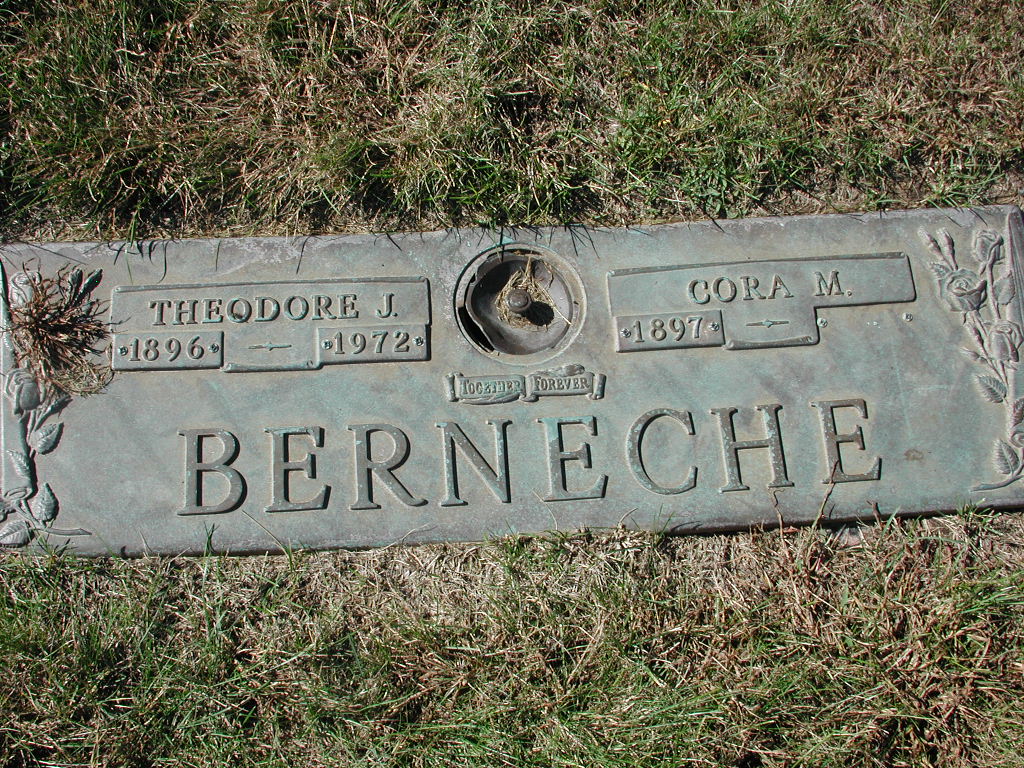 THEODORE J.
1896 – 1972
CORA M.
1897 –
TOGETHER FOREVER
BERNECHE